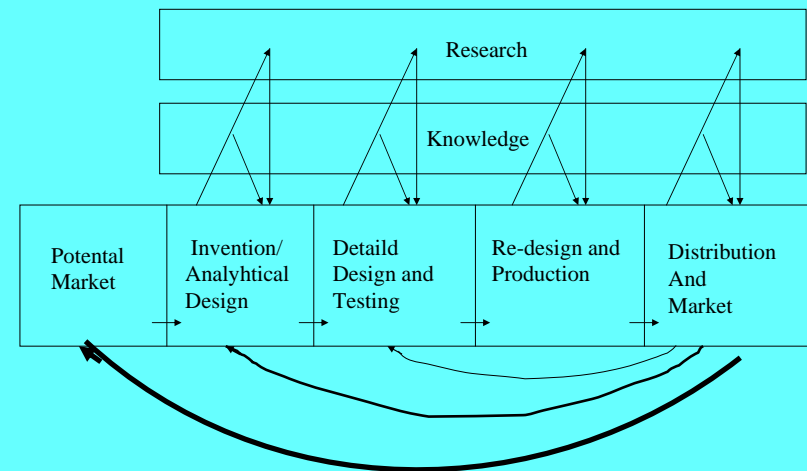 Research
Knowledge
Potental
Market
Invention/
Analyhtical
Design
Detaild
Design and
Testing
Re-design and
Production
Distribution
And
Market